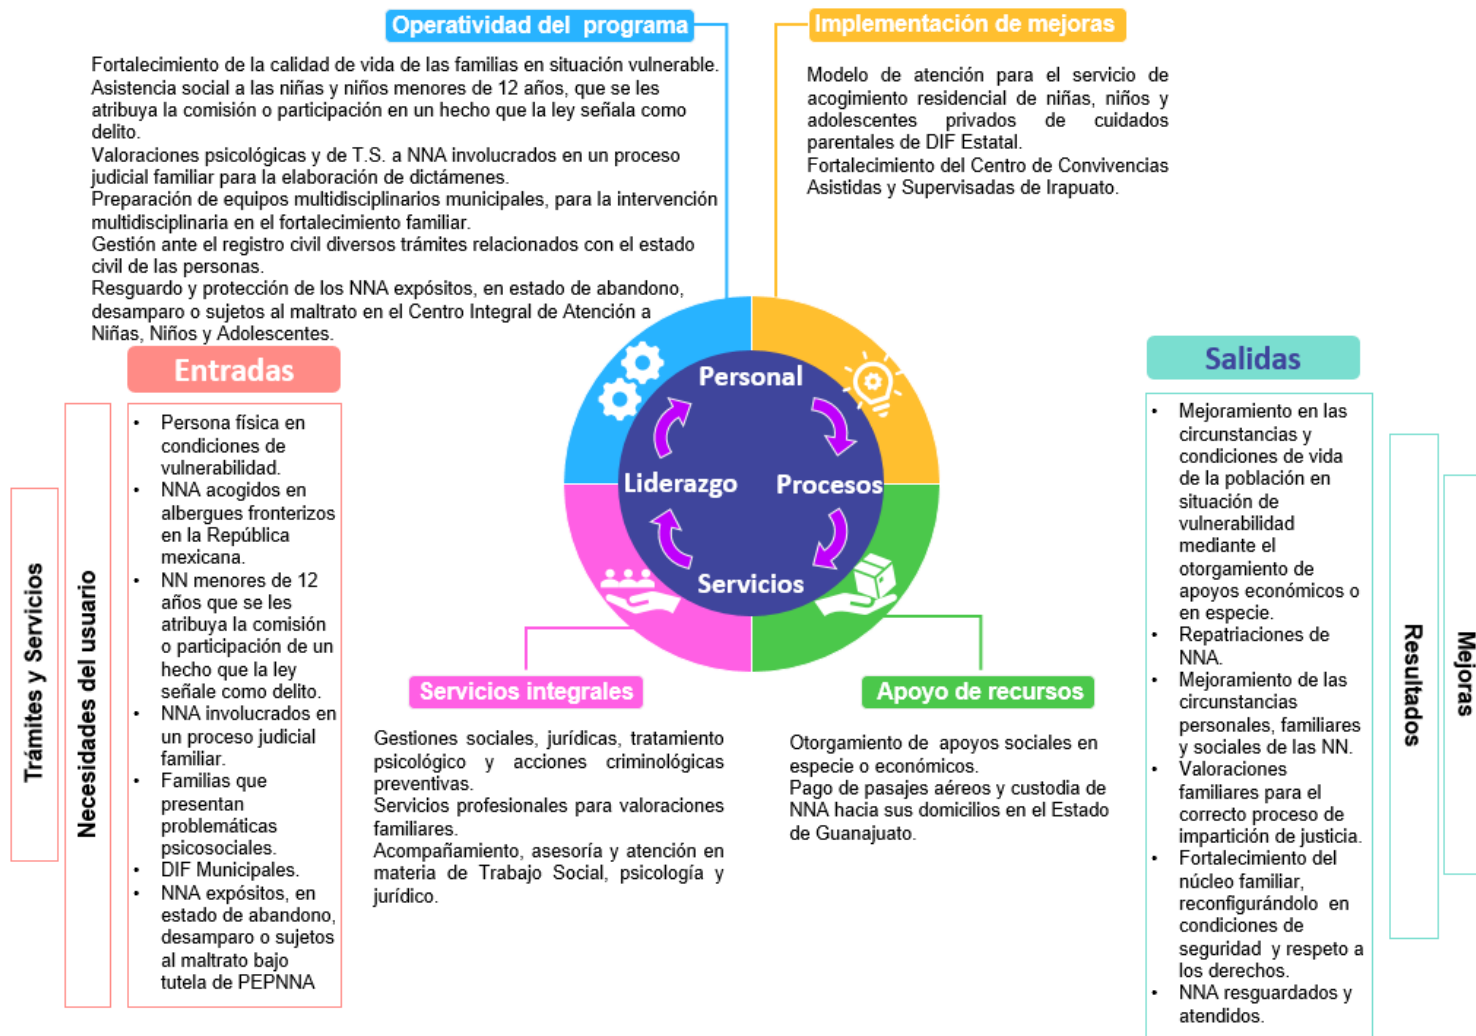 Operatividad del  programa
Fortalecimiento de la calidad de vida de las familias en situación vulnerable.
Asistencia social a las niñas y niños menores de 12 años, que se les
atribuya la comisión o participación en un hecho que la ley señala como
delito.
Valoraciones psicológicas y de T.S. a NNA involucrados en un proceso
judicial familiar para la elaboración de dictámenes.
Preparación de equipos multidisciplinarios municipales, para la intervención
multidisciplinaria en el fortalecimiento familiar.
Gestión ante el registro civil diversos trámites relacionados con el estado
civil de las personas.
Resguardo y protección de los NNA expósitos, en estado de abandono,
desamparo o sujetos al maltrato en el Centro Integral de Atención a
Niñas, Niños y Adolescentes.
Implementación de mejoras
Modelo de atención para el servicio de
acogimiento residencial de niñas, niños y
adolescentes privados de cuidados
parentales de DIF Estatal.
Fortalecimiento del Centro de Convivencias
Asistidas y Supervisadas de Irapuato.
Trámites y Servicios
Necesidades del usuario
Entradas
• Persona física en
condiciones de
vulnerabilidad.
• NNA acogidos en
albergues fronterizos
en la República
mexicana.
• NN menores de 12
años que se les
atribuya la comisión
o participación de un
hecho que la ley
señale como delito.
• NNA involucrados en
un proceso judicial
familiar.
• Familias que
presentan
problemáticas
psicosociales.
• DIF Municipales.
• NNA expósitos, en
estado de abandono,
desamparo o sujetos
al maltrato bajo
tutela de PEPNNA
Personal
Liderazgo
Procesos
Servicios
Servicios integrales
Gestiones sociales, jurídicas, tratamiento
psicológico y acciones criminológicas
preventivas.
Servicios profesionales para valoraciones
familiares.
Acompañamiento, asesoría y atención en
materia de Trabajo Social, psicología y
jurídico.
Apoyo de recursos
Otorgamiento de  apoyos sociales en
especie o económicos.
Pago de pasajes aéreos y custodia de
NNA hacia sus domicilios en el Estado
de Guanajuato.
Salidas
• Mejoramiento en las
circunstancias y
condiciones de vida
de la población en
situación de
vulnerabilidad
mediante el
otorgamiento de
apoyos económicos o
en especie.
• Repatriaciones de
NNA.
• Mejoramiento de las
circunstancias
personales, familiares
y sociales de las NN.
• Valoraciones
familiares para el
correcto proceso de
impartición de justicia.
• Fortalecimiento del
núcleo familiar,
reconfigurándolo  en
condiciones de
seguridad  y respeto a
los derechos.
• NNA resguardados y
atendidos.
Resultados
Mejoras